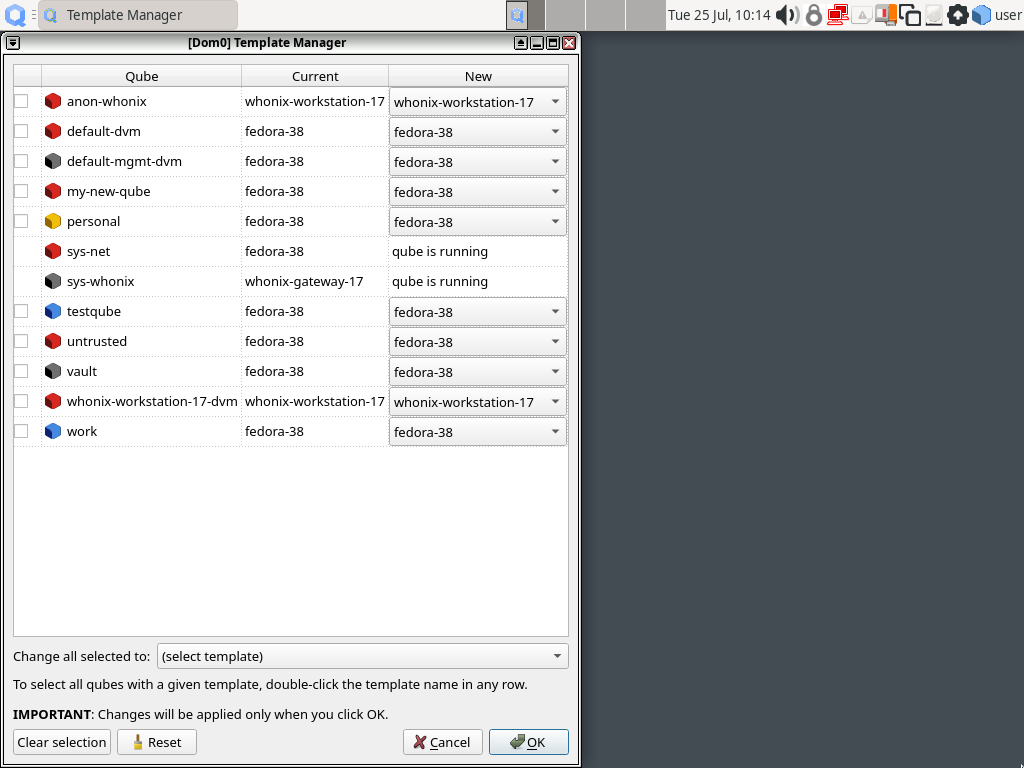 Template Manager
Tue 25 Jul, 10:14
user
[Dom0] Template Manager
Qube Current New
anon-whonix whonix-workstation-17 whonix-workstation-17
default-dvm fedora-38 fedora-38
default-mgmt-dvm fedora-38 fedora-38
my-new-qube fedora-38 fedora-38
personal fedora-38 fedora-38
sys-net fedora-38 qube is running
sys-whonix whonix-gateway-17 qube is running
testqube fedora-38 fedora-38
untrusted fedora-38 fedora-38
vault fedora-38 fedora-38
whonix-workstation-17-dvm whonix-workstation-17 whonix-workstation-17
work fedora-38 fedora-38
Change all selected to: (select template)
To select all qubes with a given template, double-click the template name in any row.
IMPORTANT: Changes will be applied only when you click OK.
Clear selection Reset Cancel OK